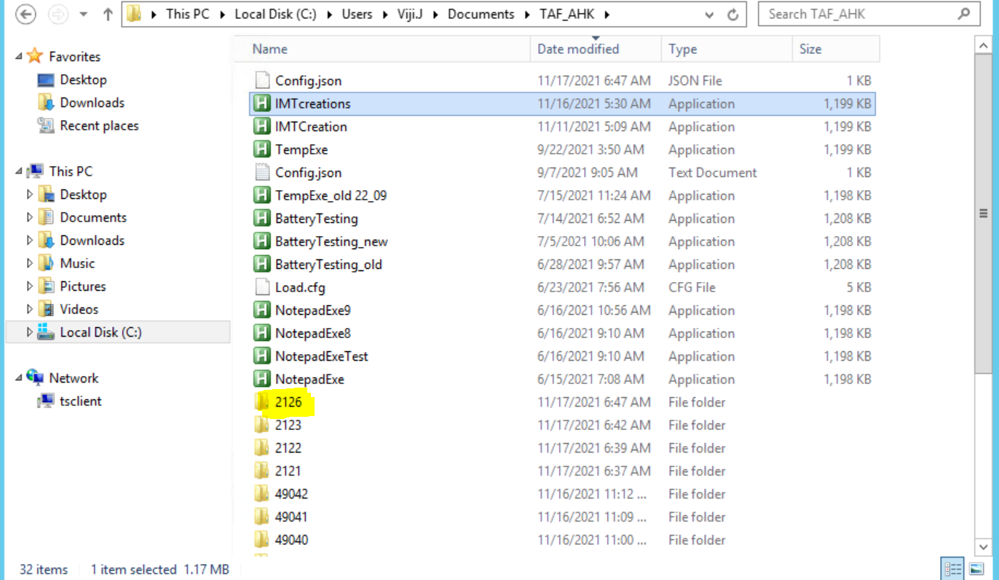 This PC Local Disk (C:) Users Viji.J Documents TAF_AHK Search TAF_AHK
Favorites
Desktop
Downloads
Recent places
This PC
Desktop
Documents
Downloads
Music
Pictures
Videos
Local Disk (C:)
Network
tsclient
Name Date modified Type Size
Config.json 11/17/2021 6:47 AM JSON File 1 KB
IMTcreations 11/16/2021 5:30 AM Application 1,199 KB
IMTCreation 11/11/2021 5:09 AM Application 1,199 KB
TempExe 9/22/2021 3:50 AM Application 1,199 KB
Config.json 9/7/2021 9:05 AM Text Document 1 KB
TempExe_old 22_09 7/15/2021 11:24 AM Application 1,198 KB
BatteryTesting 7/14/2021 6:52 AM Application 1,208 KB
BatteryTesting_new 7/5/2021 10:06 AM Application 1,208 KB
BatteryTesting_old 6/28/2021 9:57 AM Application 1,208 KB
Load.cfg 6/23/2021 7:56 AM CFG File 5 KB
NotepadExe9 6/16/2021 10:56 AM Application 1,198 KB
NotepadExe8 6/16/2021 9:10 AM Application 1,198 KB
NotepadExeTest 6/16/2021 9:10 AM Application 1,198 KB
NotepadExe 6/15/2021 7:08 AM Application 1,198 KB
2126 11/17/2021 6:47 AM File folder
2123 11/17/2021 6:42 AM File folder
2122 11/17/2021 6:39 AM File folder
2121 11/17/2021 6:37 AM File folder
49042 11/16/2021 11:12 ... File folder
49041 11/16/2021 11:09 ... File folder
49040 11/16/2021 11:00 ... File folder
32 items 1 item selected 1.17 MB